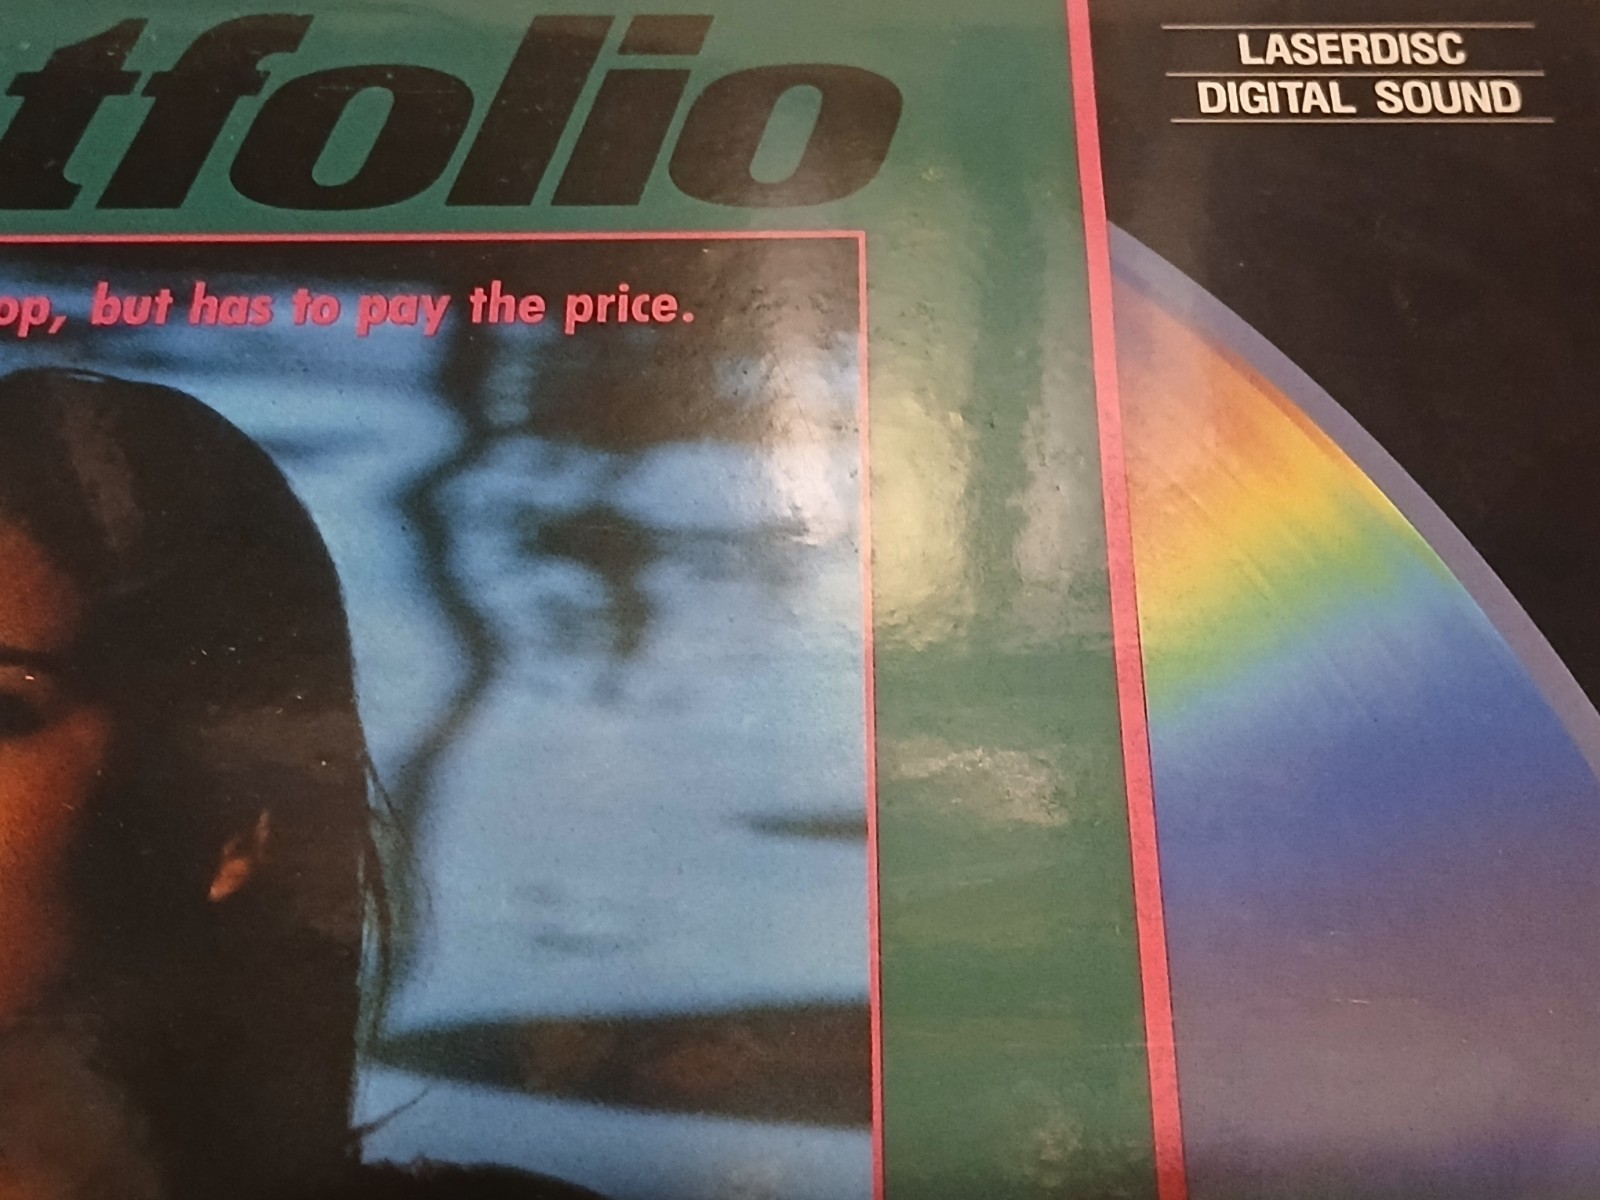 tfolio
LASERDISC
DIGITAL SOUND
op, but has to pay the price.